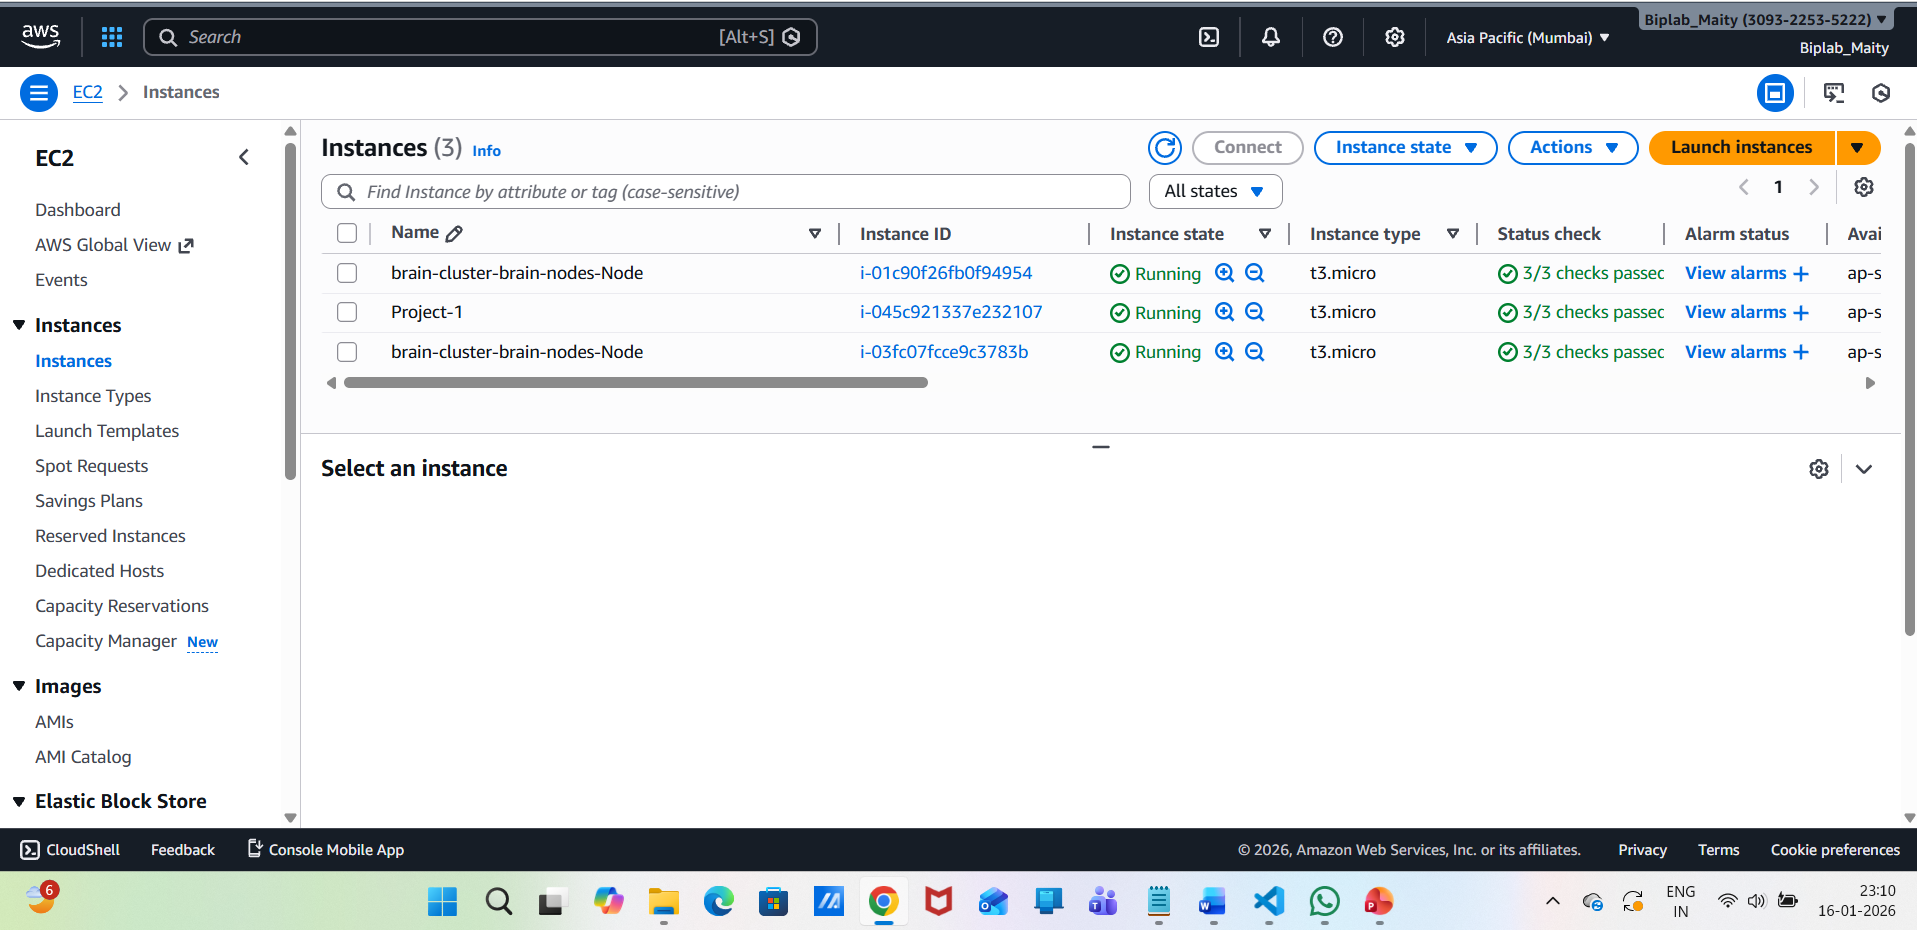 aws
Search [Alt+S]
Asia Pacific (Mumbai)
Biplab_Maity (3093-2253-5222)
Biplab_Maity
EC2 Instances
EC2
Dashboard
AWS Global View
Events
Instances
Instances
Instance Types
Launch Templates
Spot Requests
Savings Plans
Reserved Instances
Dedicated Hosts
Capacity Reservations
Capacity Manager New
Images
AMIs
AMI Catalog
Elastic Block Store
Instances (3) Info
Connect Instance state Actions Launch instances
Find Instance by attribute or tag (case-sensitive) All states 1
Name Instance ID Instance state Instance type Status check Alarm status Avai
brain-cluster-brain-nodes-Node i-01c90f26fb0f94954 Running t3.micro 3/3 checks passec View alarms + ap-s
Project-1 i-045c921337e232107 Running t3.micro 3/3 checks passec View alarms + ap-s
brain-cluster-brain-nodes-Node i-03fc07fcce9c3783b Running t3.micro 3/3 checks passec View alarms + ap-s
Select an instance
CloudShell Feedback Console Mobile App © 2026, Amazon Web Services, Inc. or its affiliates. Privacy Terms Cookie preferences
6
ENG
IN
23:10
16-01-2026